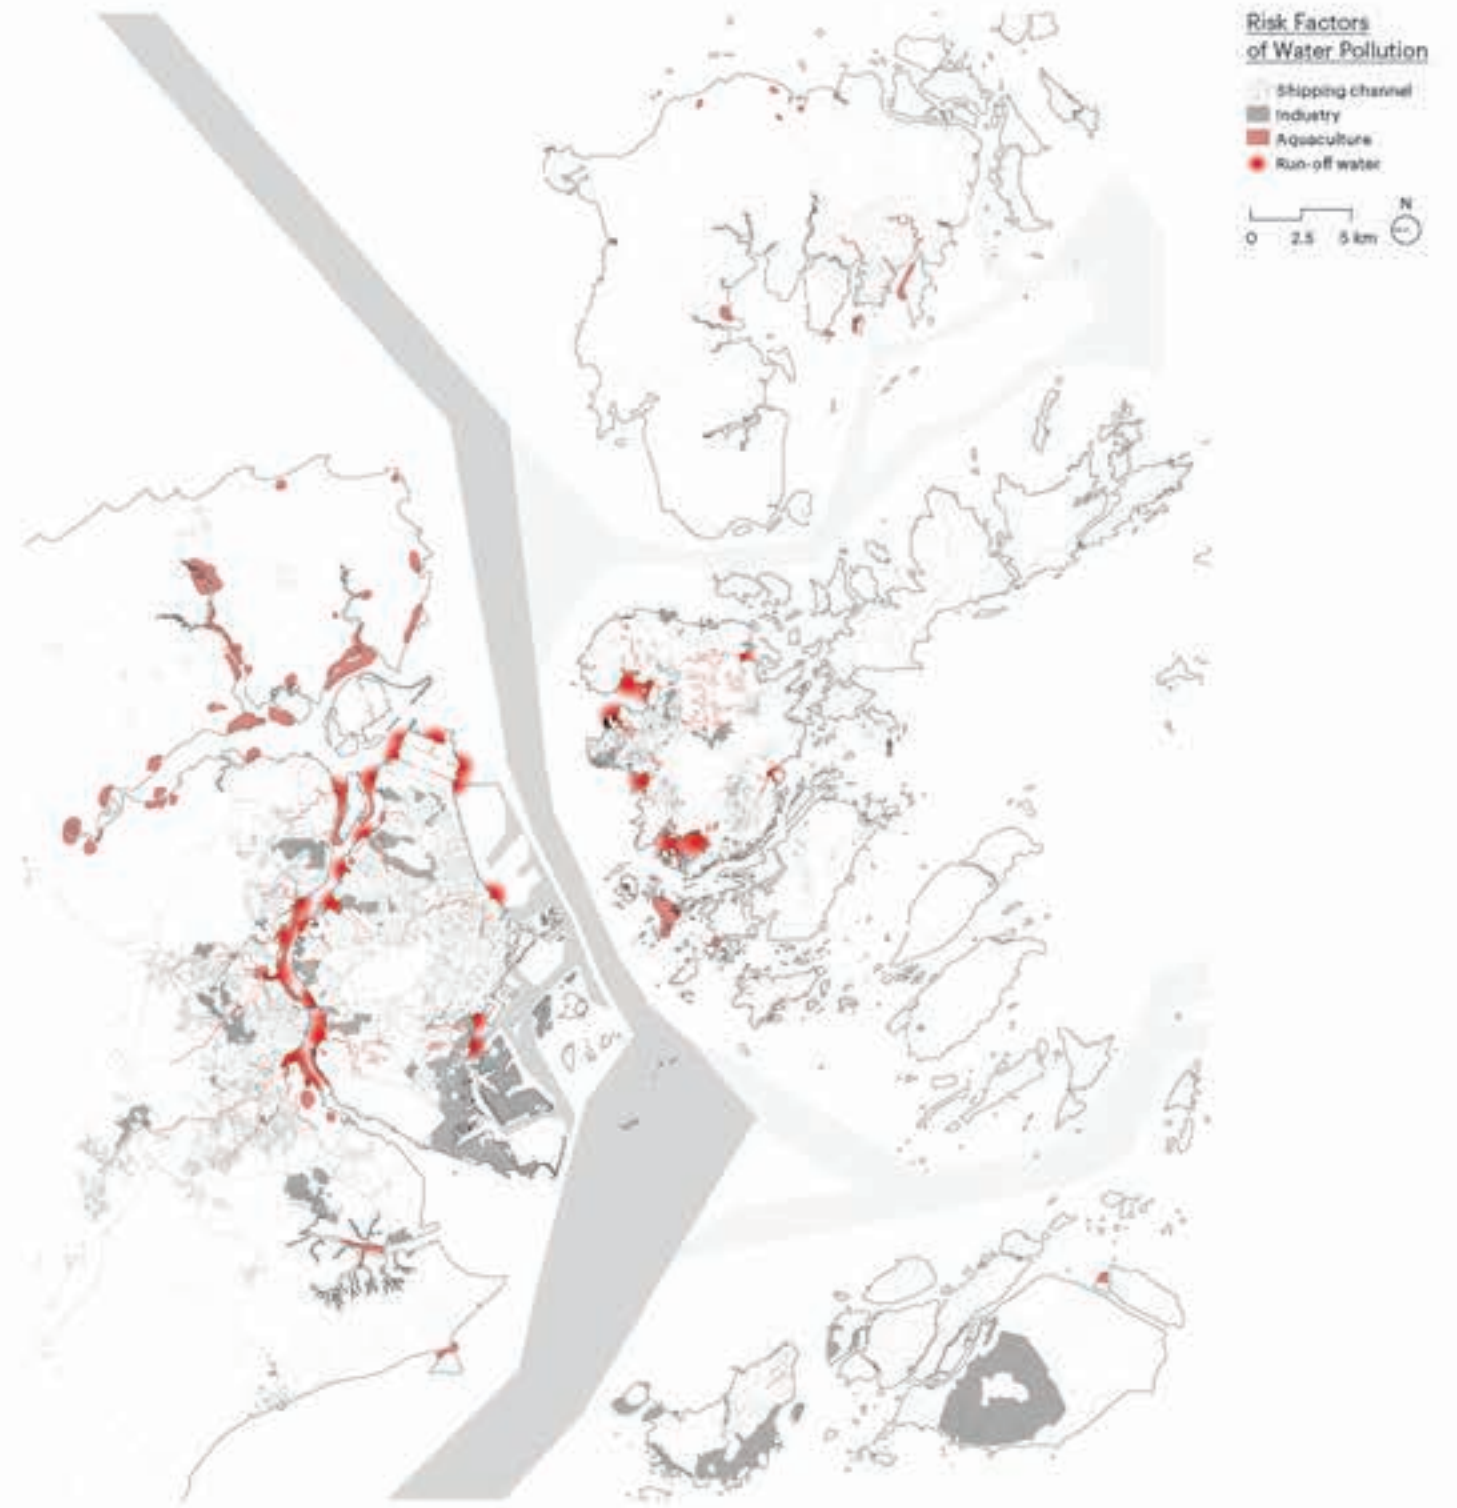 Risk Factors
of Water Pollution
Shipping channel
Industry
Aquaculture
Run-off water
N
0 2.5 5 km